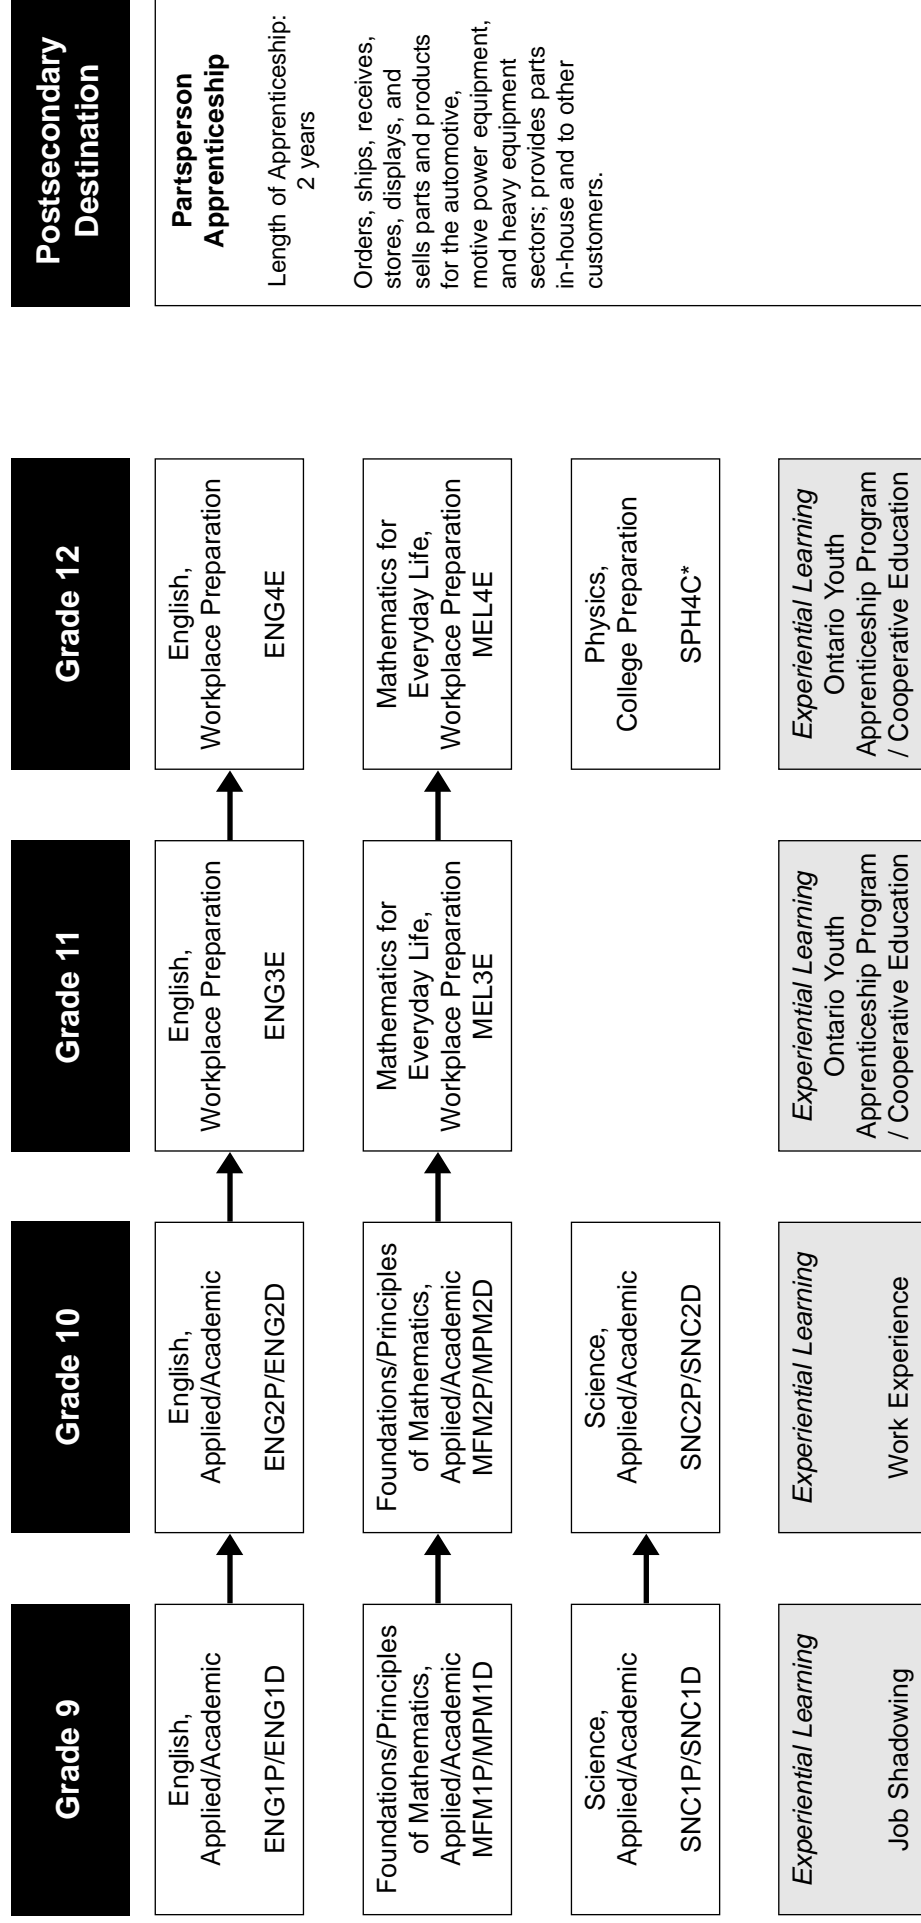 Grade 9
Grade 10
Grade 11
Grade 12
Postsecondary
Destination
English,
Applied/Academic
ENG1P/ENG1D
English,
Applied/Academic
ENG2P/ENG2D
English,
Workplace Preparation
ENG3E
English,
Workplace Preparation
ENG4E
Partsperson
Apprenticeship
Length of Apprenticeship:
2 years
Orders, ships, receives,
stores, displays, and
sells parts and products
for the automotive,
motive power equipment,
and heavy equipment
sectors; provides parts
in-house and to other
customers.
Foundations/Principles
of Mathematics,
Applied/Academic
MFM1P/MPM1D
Foundations/Principles
of Mathematics,
Applied/Academic
MFM2P/MPM2D
Mathematics for
Everyday Life,
Workplace Preparation
MEL3E
Mathematics for
Everyday Life,
Workplace Preparation
MEL4E
Science,
Applied/Academic
SNC1P/SNC1D
Science,
Applied/Academic
SNC2P/SNC2D
Physics,
College Preparation
SPH4C*
Experiential Learning
Job Shadowing
Experiential Learning
Work Experience
Experiential Learning
Ontario Youth
Apprenticeship Program
/ Cooperative Education
Experiential Learning
Ontario Youth
Apprenticeship Program
/ Cooperative Education